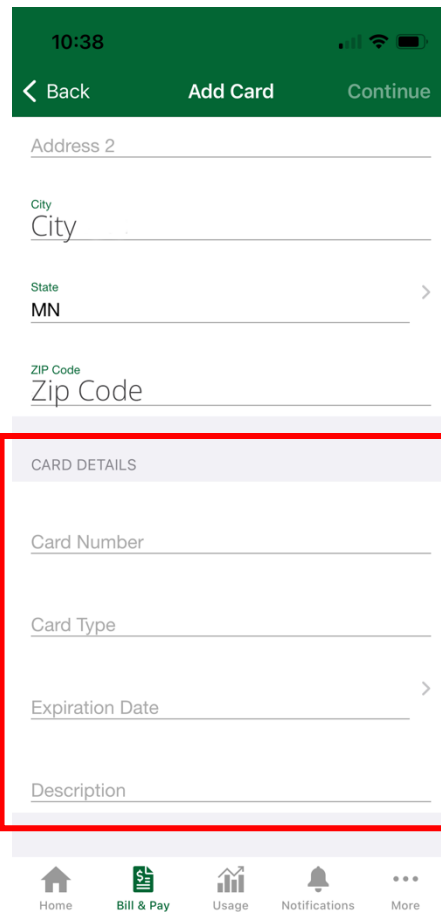 10:38
Back Add Card Continue
Address 2
City
City
State
MN
ZIP Code
Zip Code
CARD DETAILS
Card Number
Card Type
Expiration Date
Description
Home Bill & Pay Usage Notifications More